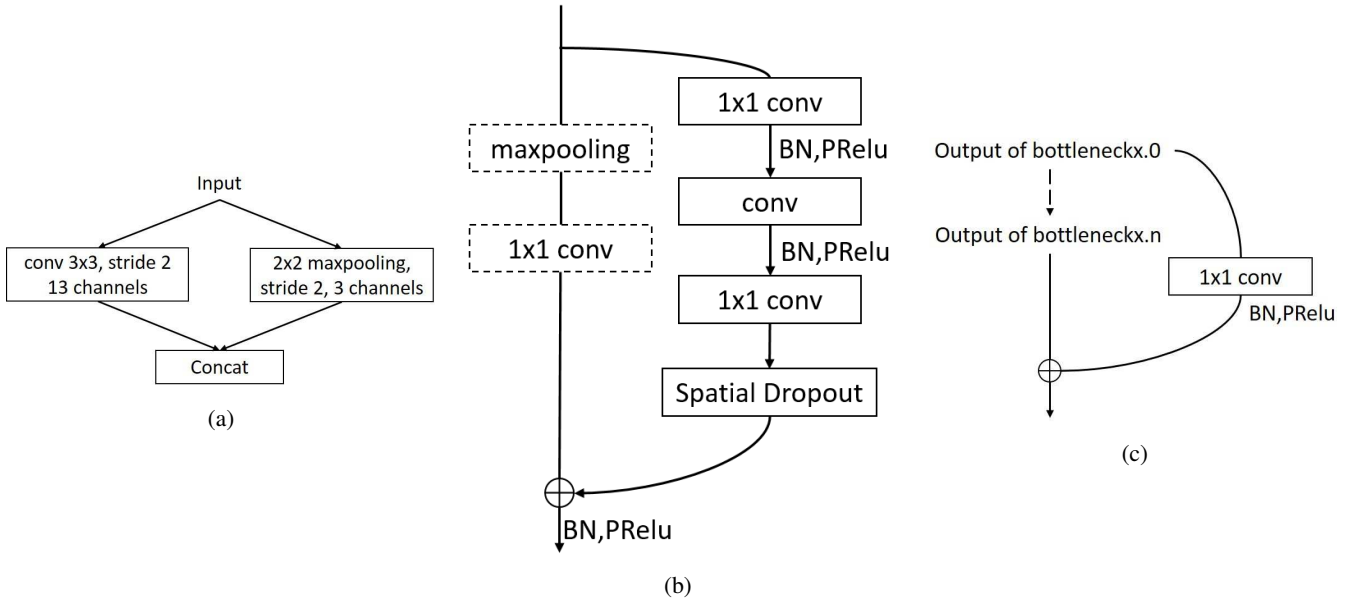 Input
conv 3x3, stride 2
13 channels
2x2 maxpooling,
stride 2, 3 channels
Concat
(a)
maxpooling
1x1 conv
1x1 conv
BN,PRelu
conv
BN,PRelu
1x1 conv
Spatial Dropout
BN,PRelu
(b)
Output of bottleneckx.0
Output of bottleneckx.n
1x1 conv
BN,PRelu
(c)